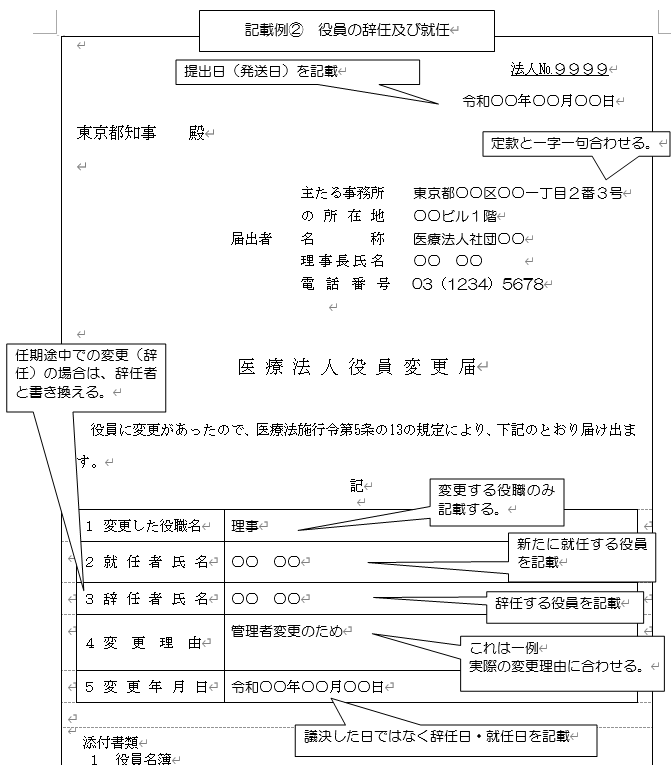 記載例② 役員の辞任及び就任
提出日（発送日）を記載
法人№９９９９
令和〇〇年〇〇月〇〇日
東京都知事　殿
定款と一字一句合わせる。
主たる事務所　東京都〇〇区〇〇一丁目２番３号
の所在地　〇〇ビル１階
届出者　名称　医療法人社団〇〇
理事長氏名　〇〇　〇〇
電話番号　03（1234）5678
任期途中での変更（辞
任）の場合は、辞任者
と書き換える。
医療法人役員変更届
役員に変更があったので、医療法施行令第5条の13の規定により、下記のとおり届け出ま
す。
記
変更する役職のみ
記載する。
１ 変更した役職名　理事
新たに就任する役員
を記載
２ 就任者氏名　〇〇　〇〇
３ 辞任者氏名　〇〇　〇〇
辞任する役員を記載
管理者変更のため
４ 変更理由
これは一例
実際の変更理由に合わせる。
５ 変更年月日　令和〇〇年〇〇月〇〇日
議決した日ではなく辞任日・就任日を記載
添付書類
１ 役員名簿